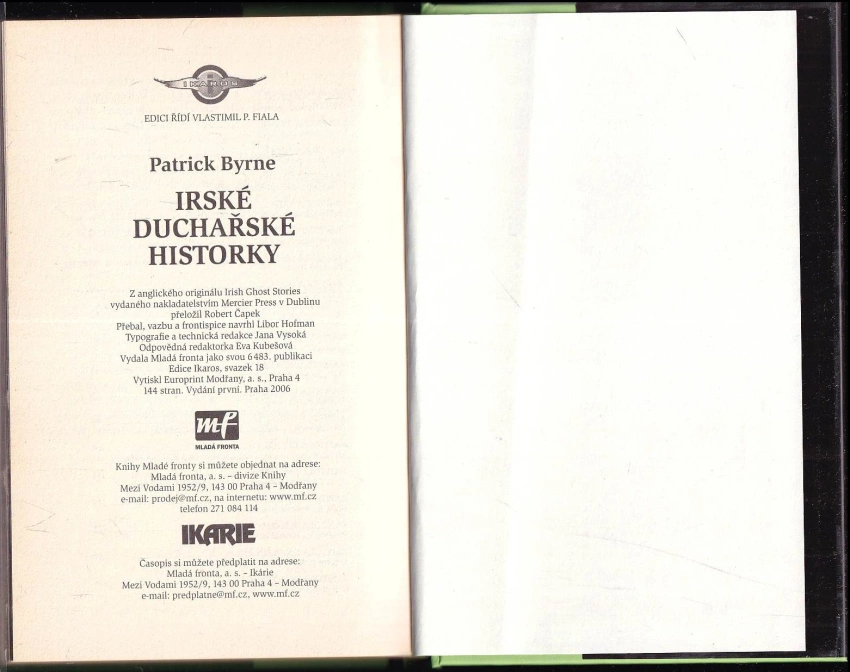 IKAROS
EDICI ŘÍDÍ VLASTIMIL P. FIALA
Patrick Byrne
IRSKÉ
DUCHAŘSKÉ
HISTORKY
Z anglického originálu Irish Ghost Stories
vydaného nakladatelstvím Mercier Press v Dublinu
přeložil Robert Čapek
Přebal, vazbu a frontispice navrhl Libor Hofman
Typografie a technická redakce Jana Vysoká
Odpovědná redaktorka Eva Kubešová
Vydala Mladá fronta jako svou 6483. publikaci
Edice Ikaros, svazek 18
Vytiskl Europrint Modřany, a. s., Praha 4
144 stran. Vydání první. Praha 2006
mf
MLADÁ FRONTA
Knihy Mladé fronty si můžete objednat na adrese:
Mladá fronta, a. s. – divize Knihy
Mezi Vodami 1952/9, 143 00 Praha 4 – Modřany
e-mail: prodej@mf.cz, na internetu: www.mf.cz
telefon 271 084 114
IKARIE
Časopis si můžete předplatit na adrese:
Mladá fronta, a. s. – Ikárie
Mezi Vodami 1952/9, 143 00 Praha 4 – Modřany
e-mail: predplatne@mf.cz, www.mf.cz